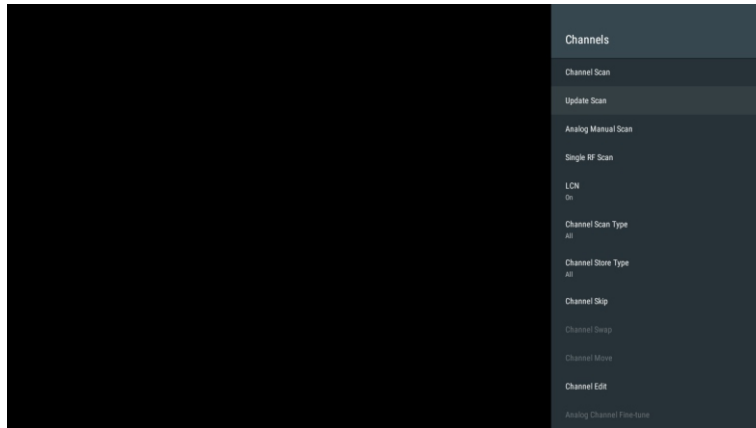 Channels
Channel Scan
Update Scan
Analog Manual Scan
Single RF Scan
LCN
On
Channel Scan Type
All
Channel Store Type
All
Channel Skip
Channel Swap
Channel Move
Channel Edit
Analog Channel Fine-tune